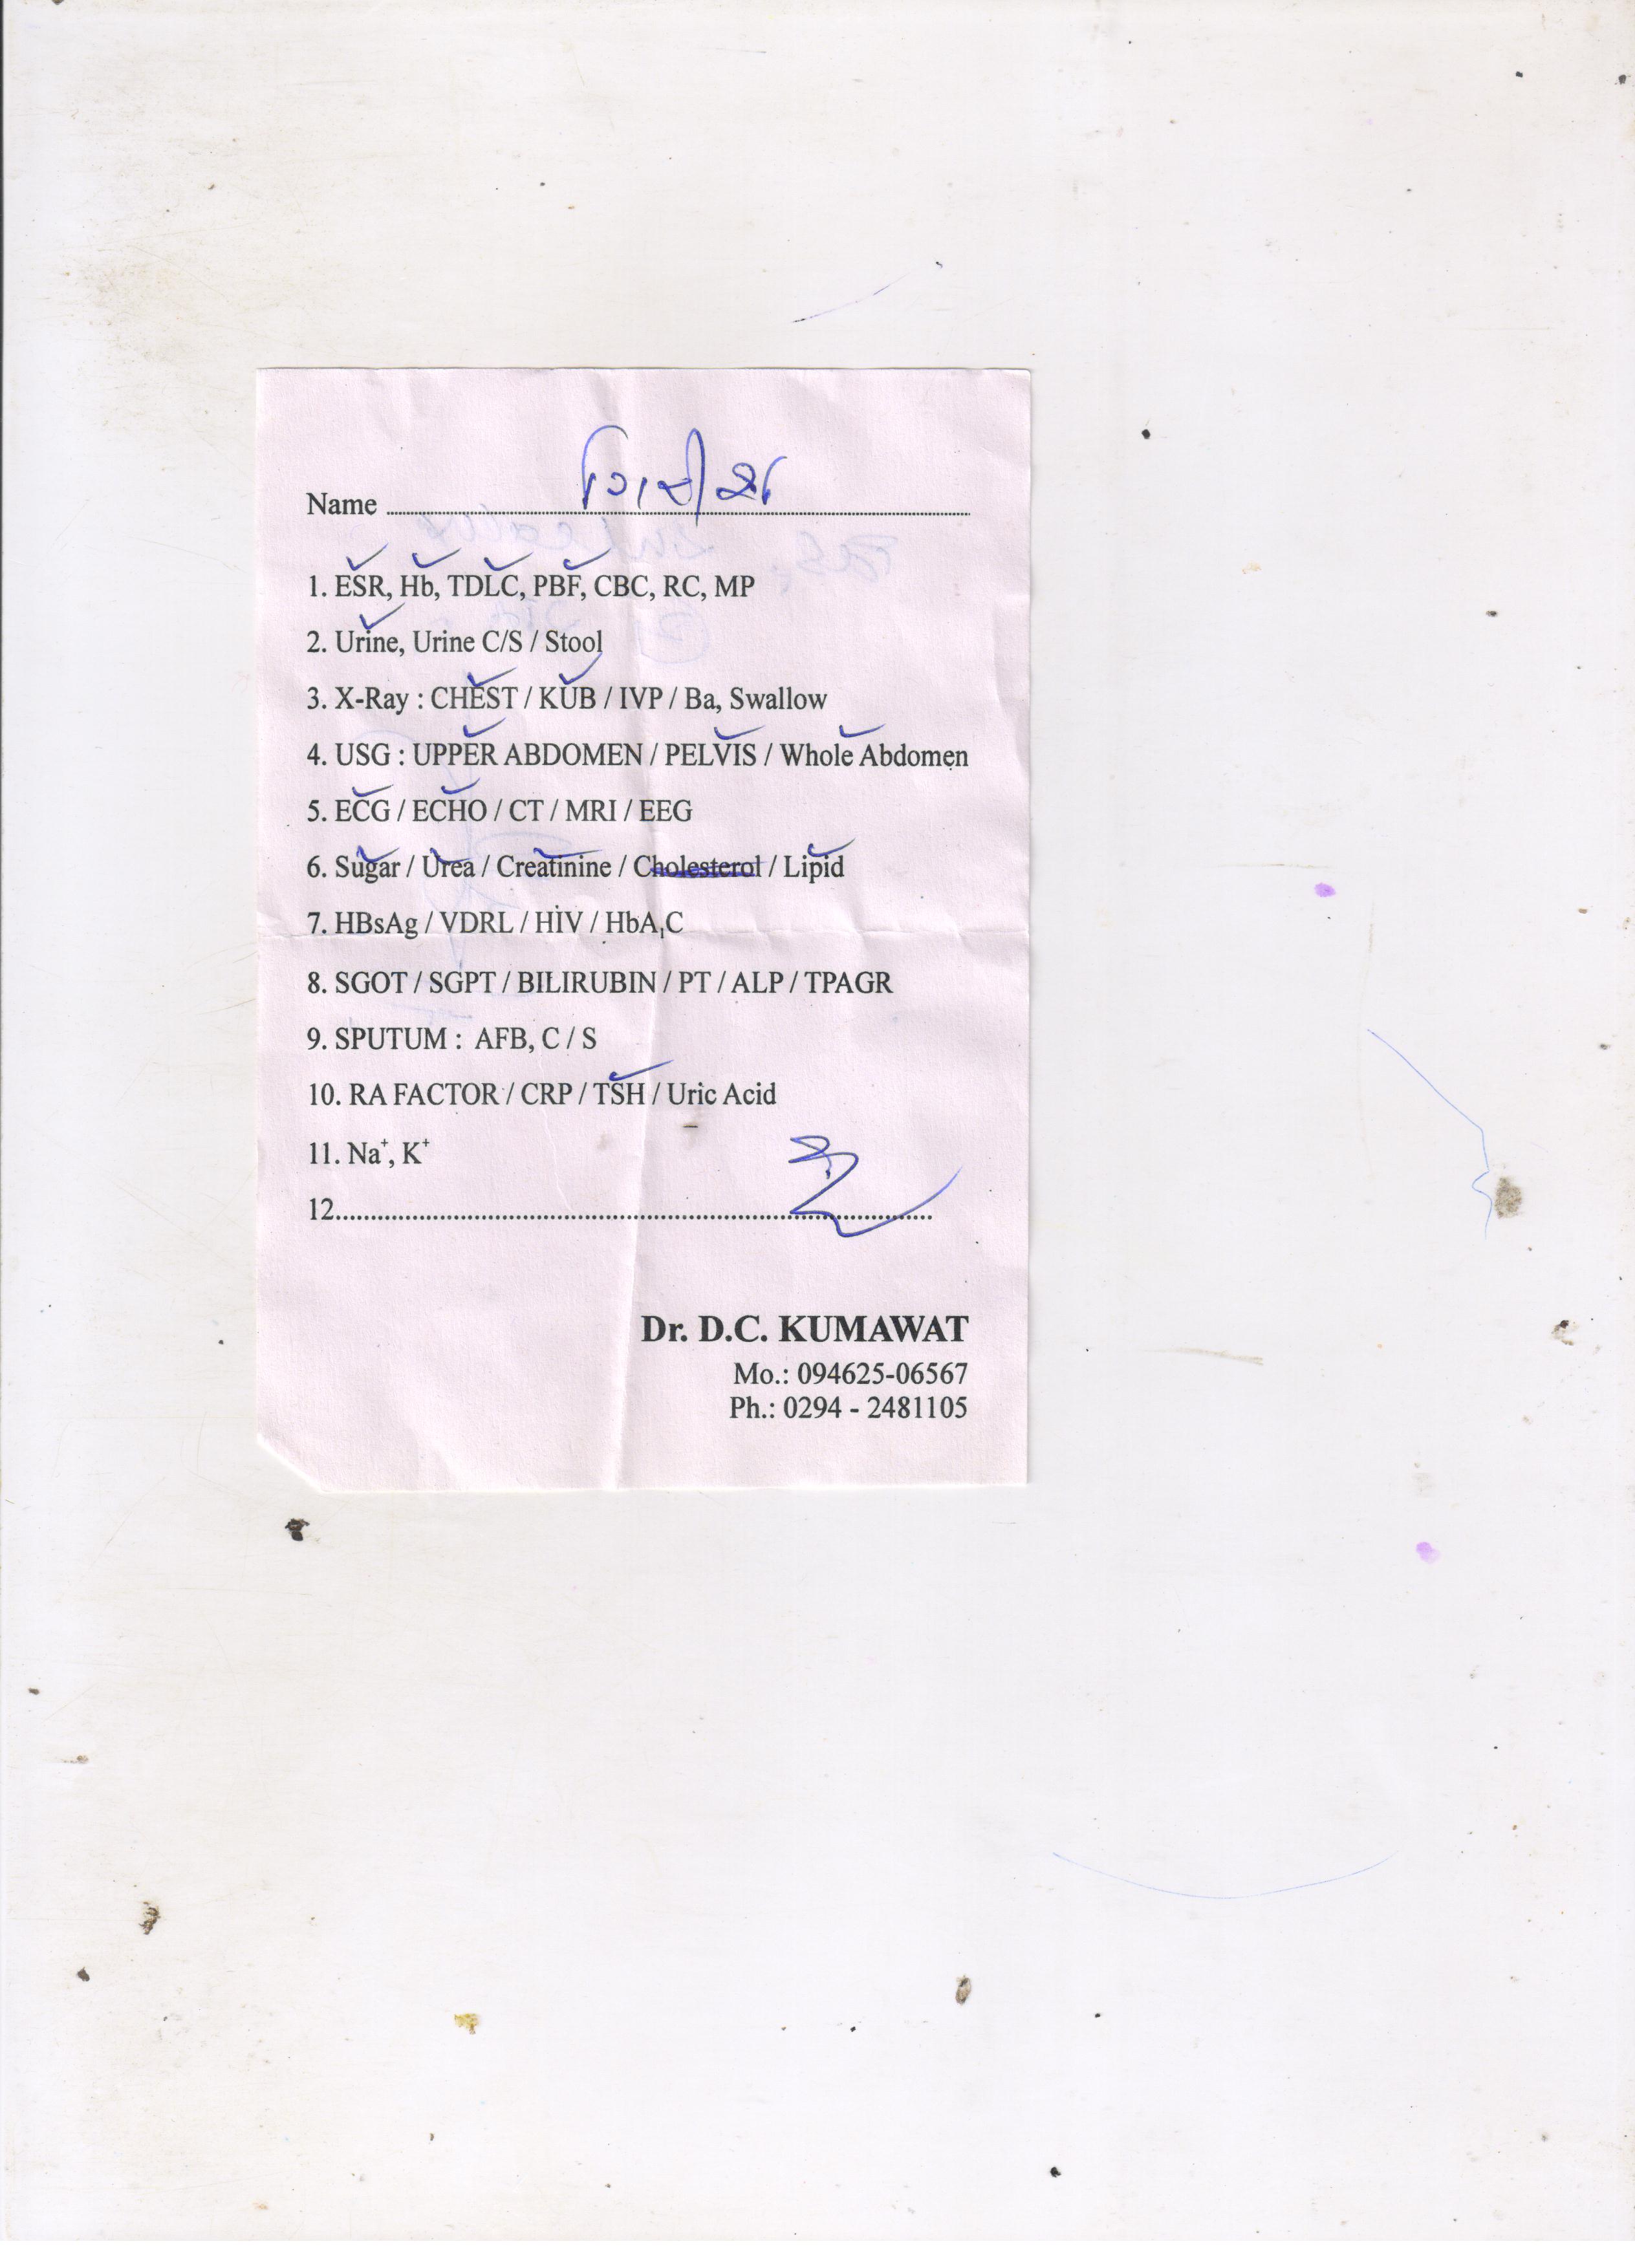 Name
1. ESR, Hb, TDLC, PBF, CBC, RC, MP
2. Urine, Urine C/S / Stool
3. X-Ray : CHEST / KUB / IVP / Ba, Swallow
4. USG : UPPER ABDOMEN / PELVIS / Whole Abdomen
5. ECG / ECHO / CT / MRI / EEG
6. Sugar / Urea / Creatinine / Cholesterol / Lipid
7. HBsAg / VDRL / HIV / HbA₁C
8. SGOT / SGPT / BILIRUBIN / PT / ALP / TPAGR
9. SPUTUM : AFB, C / S
10. RA FACTOR / CRP / TSH / Uric Acid
11. Na⁺, K⁺
12
Dr. D.C. KUMAWAT
Mo.: 094625-06567
Ph.: 0294 - 2481105